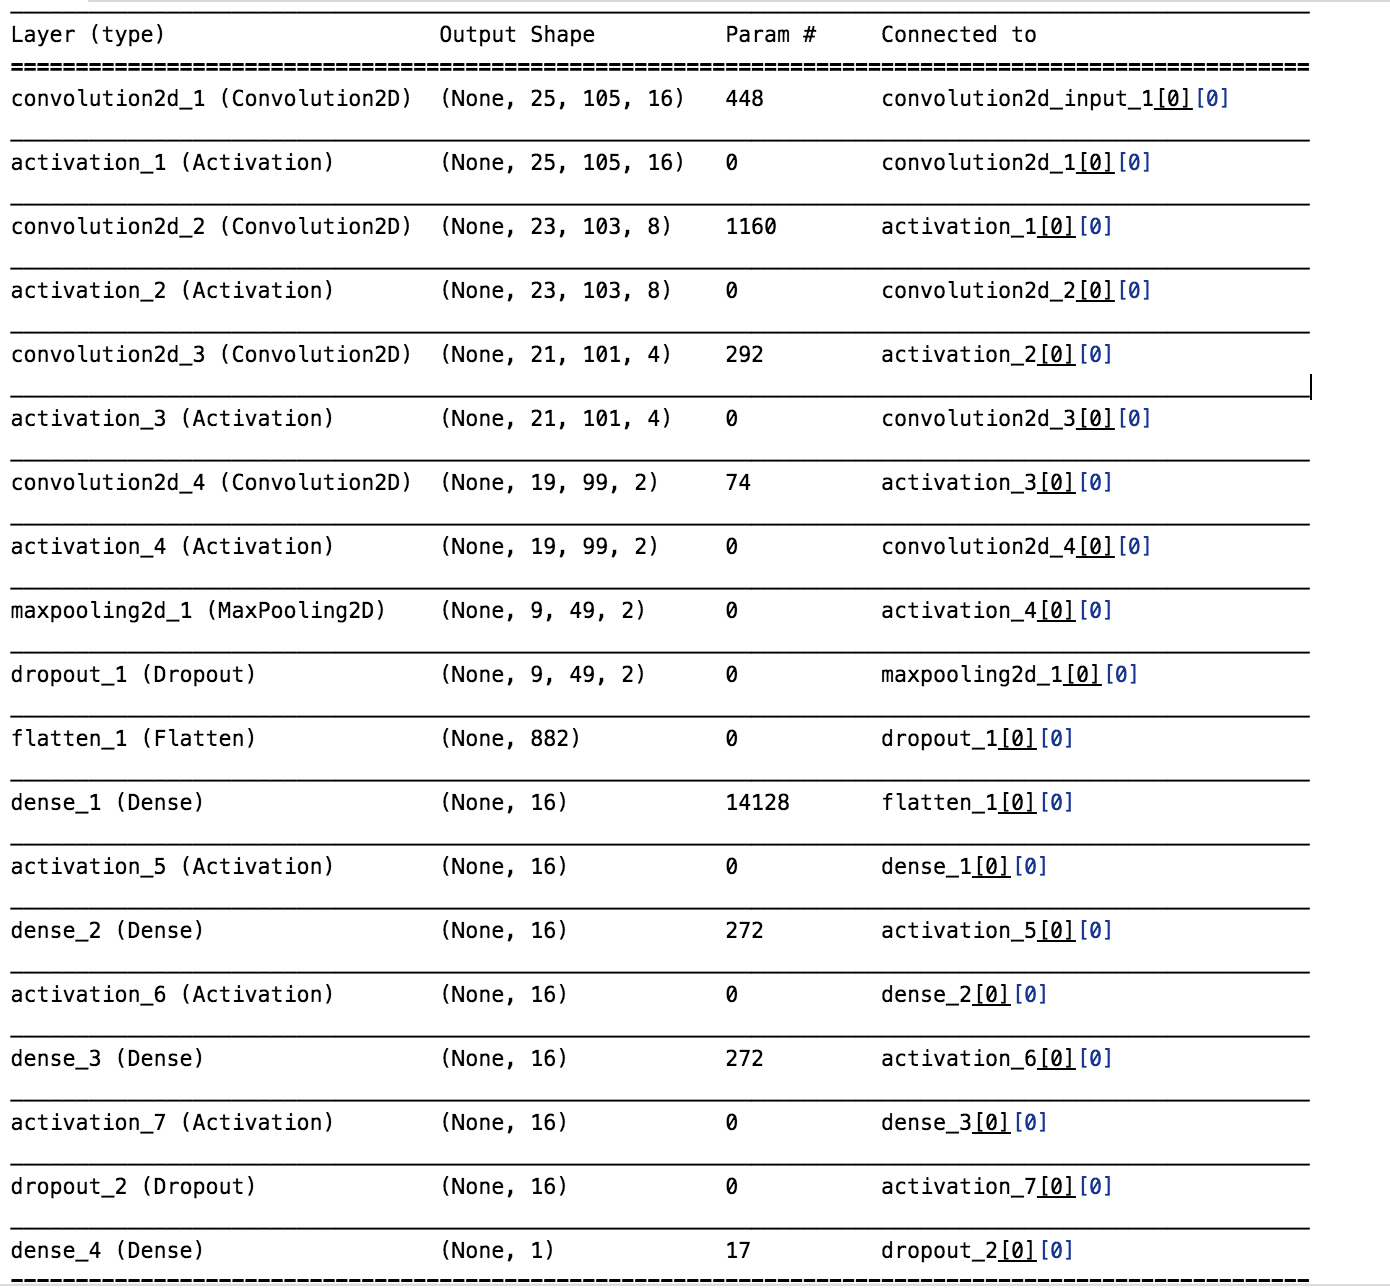 Layer (type) Output Shape Param # Connected to
convolution2d_1 (Convolution2D) (None, 25, 105, 16) 448 convolution2d_input_1[0][0]
activation_1 (Activation) (None, 25, 105, 16) 0 convolution2d_1[0][0]
convolution2d_2 (Convolution2D) (None, 23, 103, 8) 1160 activation_1[0][0]
activation_2 (Activation) (None, 23, 103, 8) 0 convolution2d_2[0][0]
convolution2d_3 (Convolution2D) (None, 21, 101, 4) 292 activation_2[0][0]
activation_3 (Activation) (None, 21, 101, 4) 0 convolution2d_3[0][0]
convolution2d_4 (Convolution2D) (None, 19, 99, 2) 74 activation_3[0][0]
activation_4 (Activation) (None, 19, 99, 2) 0 convolution2d_4[0][0]
maxpooling2d_1 (MaxPooling2D) (None, 9, 49, 2) 0 activation_4[0][0]
dropout_1 (Dropout) (None, 9, 49, 2) 0 maxpooling2d_1[0][0]
flatten_1 (Flatten) (None, 882) 0 dropout_1[0][0]
dense_1 (Dense) (None, 16) 14128 flatten_1[0][0]
activation_5 (Activation) (None, 16) 0 dense_1[0][0]
dense_2 (Dense) (None, 16) 272 activation_5[0][0]
activation_6 (Activation) (None, 16) 0 dense_2[0][0]
dense_3 (Dense) (None, 16) 272 activation_6[0][0]
activation_7 (Activation) (None, 16) 0 dense_3[0][0]
dropout_2 (Dropout) (None, 16) 0 activation_7[0][0]
dense_4 (Dense) (None, 1) 17 dropout_2[0][0]